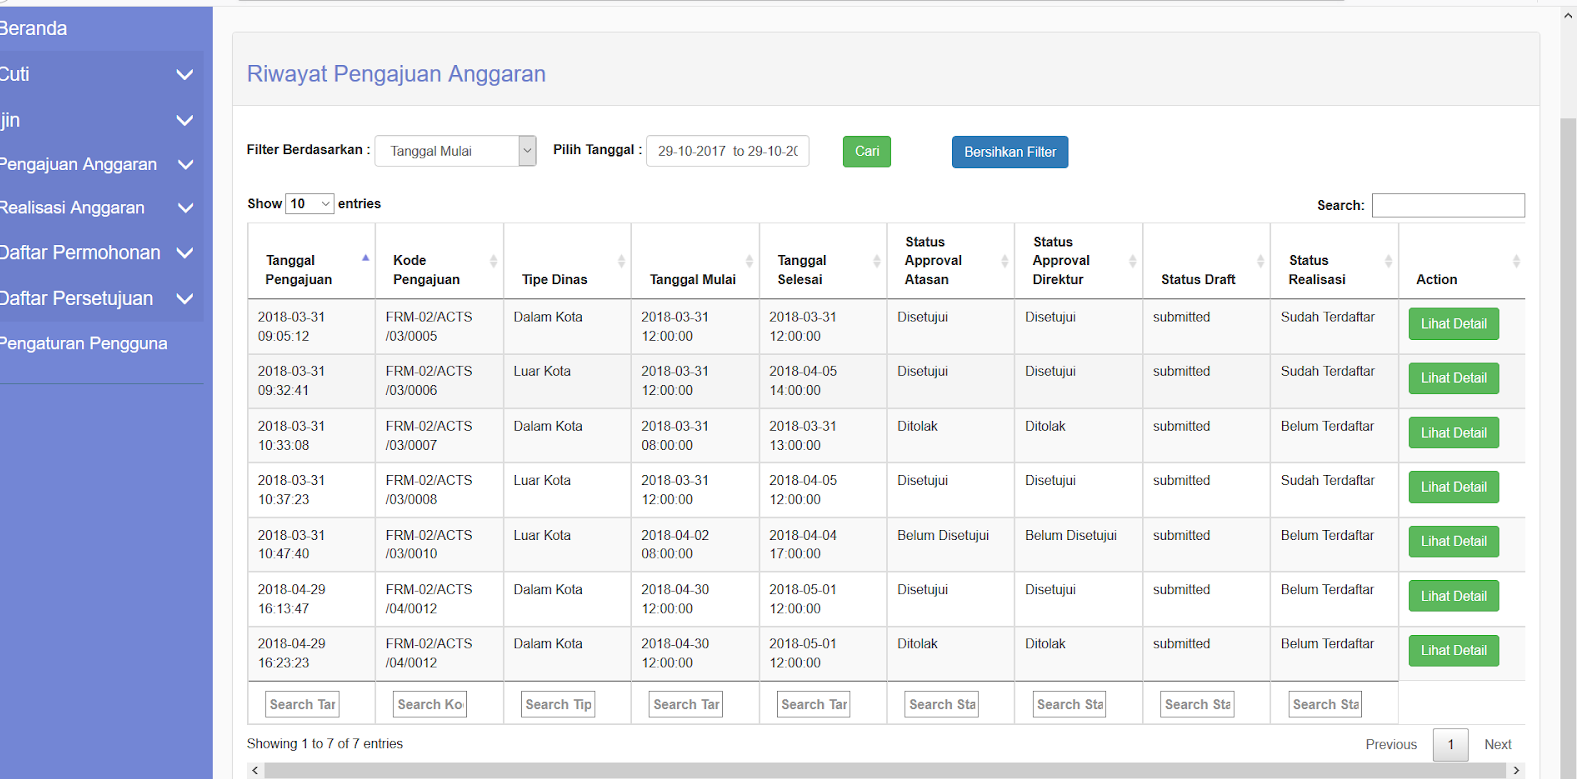 Beranda
Cuti
Ijin
Pengajuan Anggaran
Realisasi Anggaran
Daftar Permohonan
Daftar Persetujuan
Pengaturan Pengguna
Riwayat Pengajuan Anggaran
Filter Berdasarkan : Tanggal Mulai Pilih Tanggal : 29-10-2017 to 29-10-20 Cari Bersihkan Filter
Show 10 entries Search:
Tanggal Pengajuan Kode Pengajuan Tipe Dinas Tanggal Mulai Tanggal Selesai Status Approval Atasan Status Approval Direktur Status Draft Status Realisasi Action
2018-03-31 09:05:12 FRM-02/ACTS /03/0005 Dalam Kota 2018-03-31 12:00:00 2018-03-31 12:00:00 Disetujui Disetujui submitted Sudah Terdaftar Lihat Detail
2018-03-31 09:32:41 FRM-02/ACTS /03/0006 Luar Kota 2018-03-31 12:00:00 2018-04-05 14:00:00 Disetujui Disetujui submitted Sudah Terdaftar Lihat Detail
2018-03-31 10:33:08 FRM-02/ACTS /03/0007 Dalam Kota 2018-03-31 08:00:00 2018-03-31 13:00:00 Ditolak Ditolak submitted Belum Terdaftar Lihat Detail
2018-03-31 10:37:23 FRM-02/ACTS /03/0008 Luar Kota 2018-03-31 12:00:00 2018-04-05 12:00:00 Disetujui Disetujui submitted Sudah Terdaftar Lihat Detail
2018-03-31 10:47:40 FRM-02/ACTS /03/0010 Luar Kota 2018-04-02 08:00:00 2018-04-04 17:00:00 Belum Disetujui Belum Disetujui submitted Belum Terdaftar Lihat Detail
2018-04-29 16:13:47 FRM-02/ACTS /04/0012 Dalam Kota 2018-04-30 12:00:00 2018-05-01 12:00:00 Disetujui Disetujui submitted Belum Terdaftar Lihat Detail
2018-04-29 16:23:23 FRM-02/ACTS /04/0012 Dalam Kota 2018-04-30 12:00:00 2018-05-01 12:00:00 Ditolak Ditolak submitted Belum Terdaftar Lihat Detail
Search Tar Search Ko Search Tip Search Tar Search Tar Search Sta Search Sta Search Sta Search Sta
Showing 1 to 7 of 7 entries Previous 1 Next